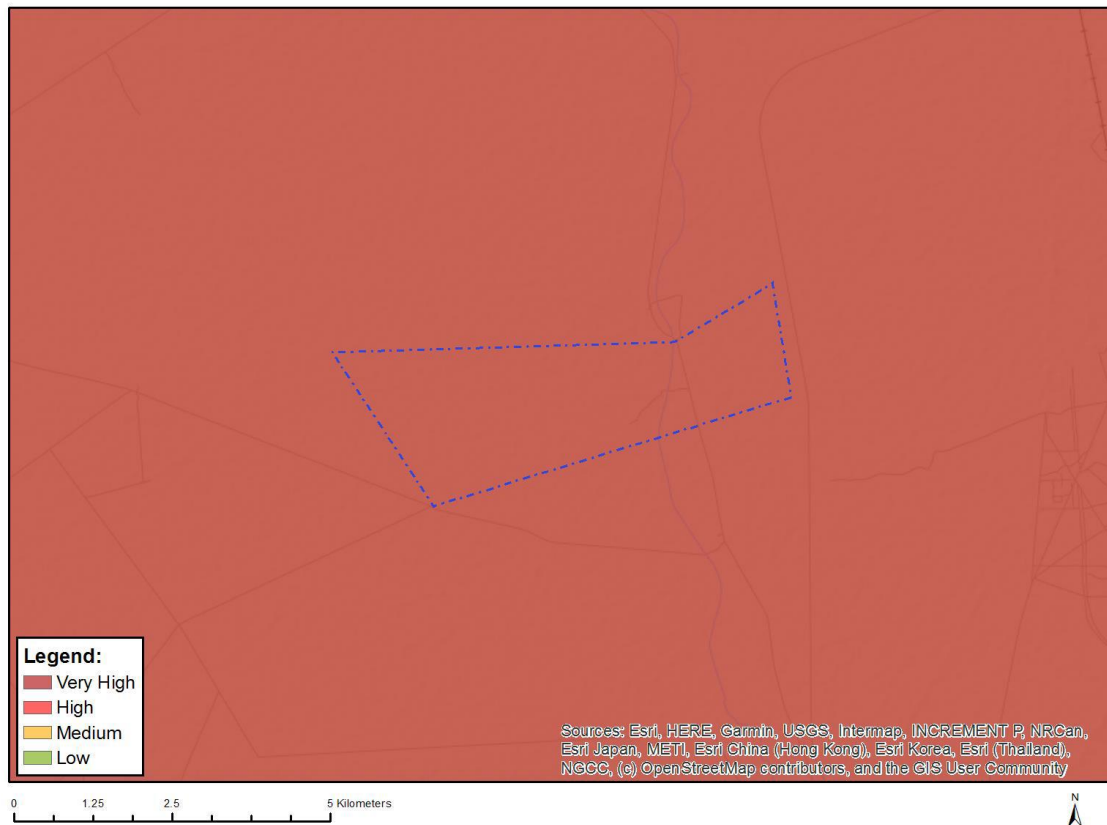 Legend:
Very High
High
Medium
Low
Sources: Esri, HERE, Garmin, USGS, Intermap, INCREMENT P, NRCan,
Esri Japan, METI, Esri China (Hong Kong), Esri Korea, Esri (Thailand),
NGCC, (c) OpenStreetMap contributors, and the GIS User Community
0 1.25 2.5 5 Kilometers
N